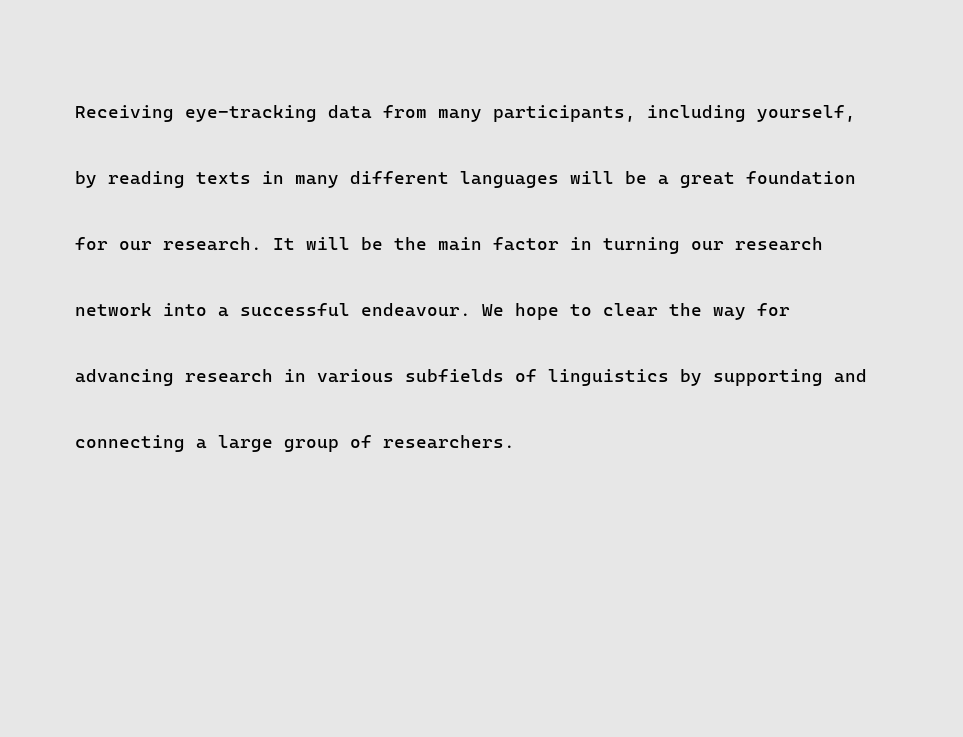 Receiving eye-tracking data from many participants, including yourself,
by reading texts in many different languages will be a great foundation
for our research. It will be the main factor in turning our research
network into a successful endeavour. We hope to clear the way for
advancing research in various subfields of linguistics by supporting and
connecting a large group of researchers.